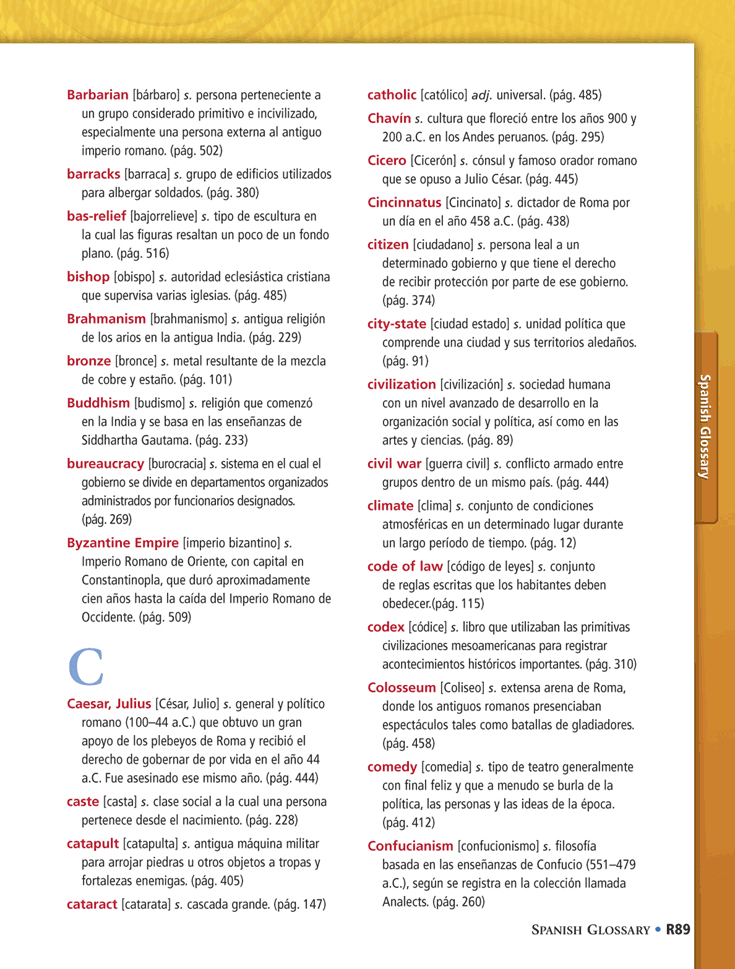 Barbarian [bárbaro] s. persona perteneciente a
un grupo considerado primitivo e incivilizado,
especialmente una persona externa al antiguo
imperio romano. (pág. 502)
barracks [barraca] s. grupo de edificios utilizados
para albergar soldados. (pág. 380)
bas-relief [bajorrelieve] s. tipo de escultura en
la cual las figuras resaltan un poco de un fondo
plano. (pág. 516)
bishop [obispo] s. autoridad eclesiástica cristiana
que supervisa varias iglesias. (pág. 485)
Brahmanism [brahmanismo] s. antigua religión
de los arios en la antigua India. (pág. 229)
bronze [bronce] s. metal resultante de la mezcla
de cobre y estaño. (pág. 101)
Buddhism [budismo] s. religión que comenzó
en la India y se basa en las enseñanzas de
Siddhartha Gautama. (pág. 233)
bureaucracy [burocracia] s. sistema en el cual el
gobierno se divide en departamentos organizados
administrados por funcionarios designados.
(pág. 269)
Byzantine Empire [imperio bizantino] s.
Imperio Romano de Oriente, con capital en
Constantinopla, que duró aproximadamente
cien años hasta la caída del Imperio Romano de
Occidente. (pág. 509)
C
Caesar, Julius [César, Julio] s. general y político
romano (100–44 a.C.) que obtuvo un gran
apoyo de los plebeyos de Roma y recibió el
derecho de gobernar de por vida en el año 44
a.C. Fue asesinado ese mismo año. (pág. 444)
caste [casta] s. clase social a la cual una persona
pertenece desde el nacimiento. (pág. 228)
catapult [catapulta] s. antigua máquina militar
para arrojar piedras u otros objetos a tropas y
fortalezas enemigas. (pág. 405)
cataract [catarata] s. cascada grande. (pág. 147)
catholic [católico] adj. universal. (pág. 485)
Chavín s. cultura que floreció entre los años 900 y
200 a.C. en los Andes peruanos. (pág. 295)
Cicero [Cicerón] s. cónsul y famoso orador romano
que se opuso a Julio César. (pág. 445)
Cincinnatus [Cincinato] s. dictador de Roma por
un día en el año 458 a.C. (pág. 438)
citizen [ciudadano] s. persona leal a un
determinado gobierno y que tiene el derecho
de recibir protección por parte de ese gobierno.
(pág. 374)
city-state [ciudad estado] s. unidad política que
comprende una ciudad y sus territorios aledaños.
(pág. 91)
civilization [civilización] s. sociedad humana
con un nivel avanzado de desarrollo en la
organización social y política, así como en las
artes y ciencias. (pág. 89)
civil war [guerra civil] s. conflicto armado entre
grupos dentro de un mismo país. (pág. 444)
climate [clima] s. conjunto de condiciones
atmosféricas en un determinado lugar durante
un largo período de tiempo. (pág. 12)
code of law [código de leyes] s. conjunto
de reglas escritas que los habitantes deben
obedecer.(pág. 115)
codex [códice] s. libro que utilizaban las primitivas
civilizaciones mesoamericanas para registrar
acontecimientos históricos importantes. (pág. 310)
Colosseum [Coliseo] s. extensa arena de Roma,
donde los antiguos romanos presenciaban
espectáculos tales como batallas de gladiadores.
(pág. 458)
comedy [comedia] s. tipo de teatro generalmente
con final feliz y que a menudo se burla de la
política, las personas y las ideas de la época.
(pág. 412)
Confucianism [confucionismo] s. filosofía
basada en las enseñanzas de Confucio (551–479
a.C.), según se registra en la colección llamada
Analects. (pág. 260)
Spanish Glossary
SPANISH GLOSSARY • R89